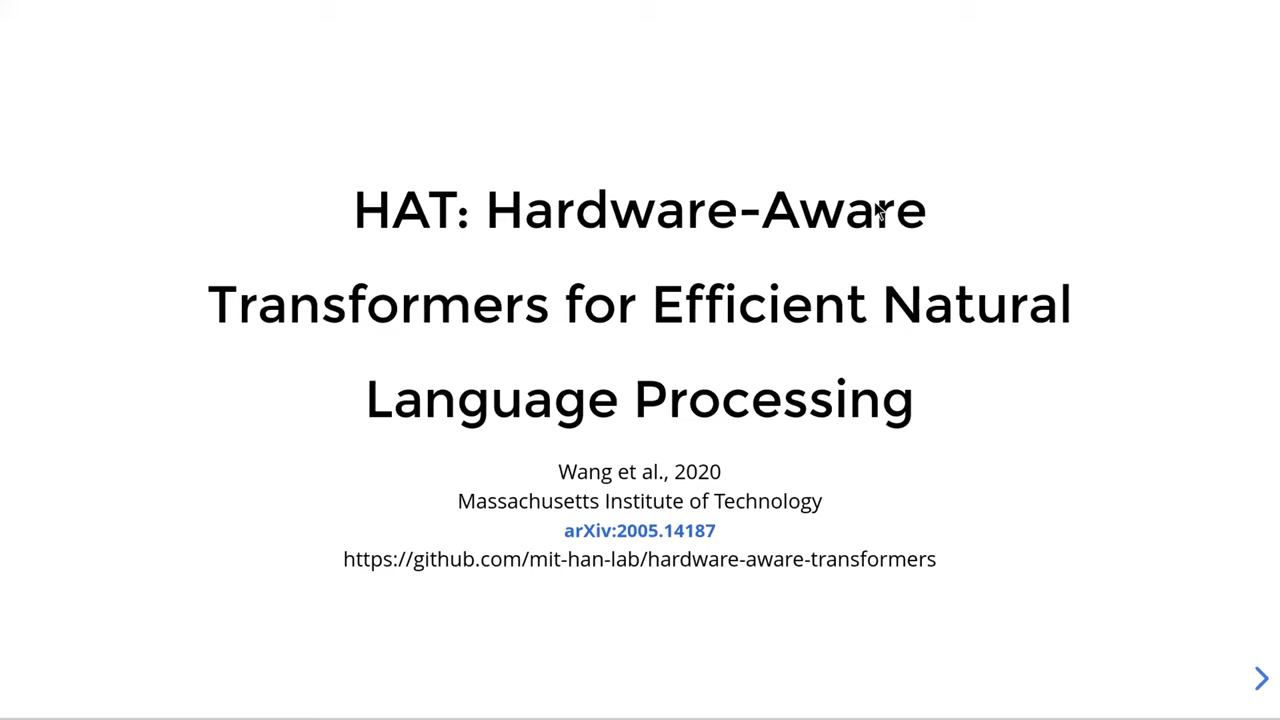 HAT: Hardware-Aware
Transformers for Efficient Natural
Language Processing
Wang et al., 2020
Massachusetts Institute of Technology
arXiv:2005.14187
https://github.com/mit-han-lab/hardware-aware-transformers